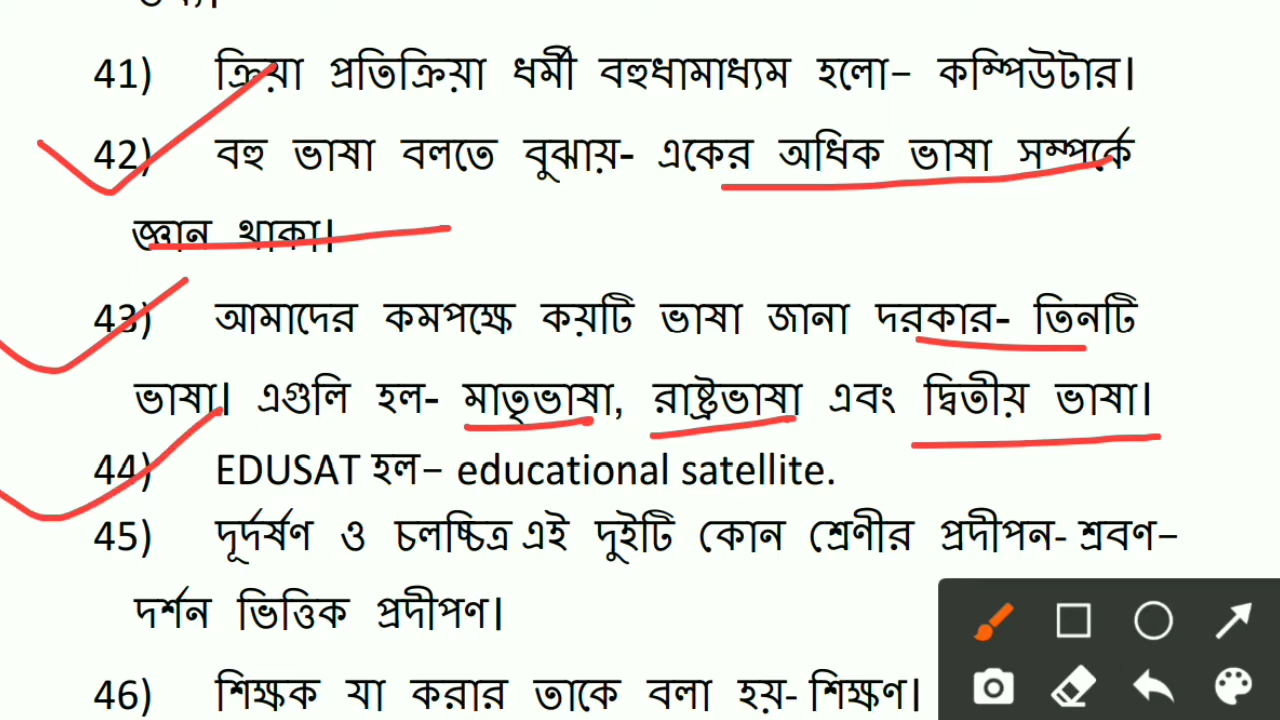 41) ক্রিয়া প্রতিক্রিয়া ধর্মী বহুধামাধ্যম হলো– কম্পিউটার।
42) বহু ভাষা বলতে বুঝায়- একের অধিক ভাষা সম্পর্কে
জ্ঞান থাকা।
43) আমাদের কমপক্ষে কয়টি ভাষা জানা দরকার- তিনটি
ভাষা। এগুলি হল- মাতৃভাষা, রাষ্ট্রভাষা এবং দ্বিতীয় ভাষা।
44) EDUSAT হল– educational satellite.
45) দূর্দর্ষণ ও চলচ্চিত্র এই দুইটি কোন শ্রেণীর প্রদীপন- শ্রবণ–
দর্শন ভিত্তিক প্রদীপণ।
46) শিক্ষক যা করার তাকে বলা হয়- শিক্ষণ।